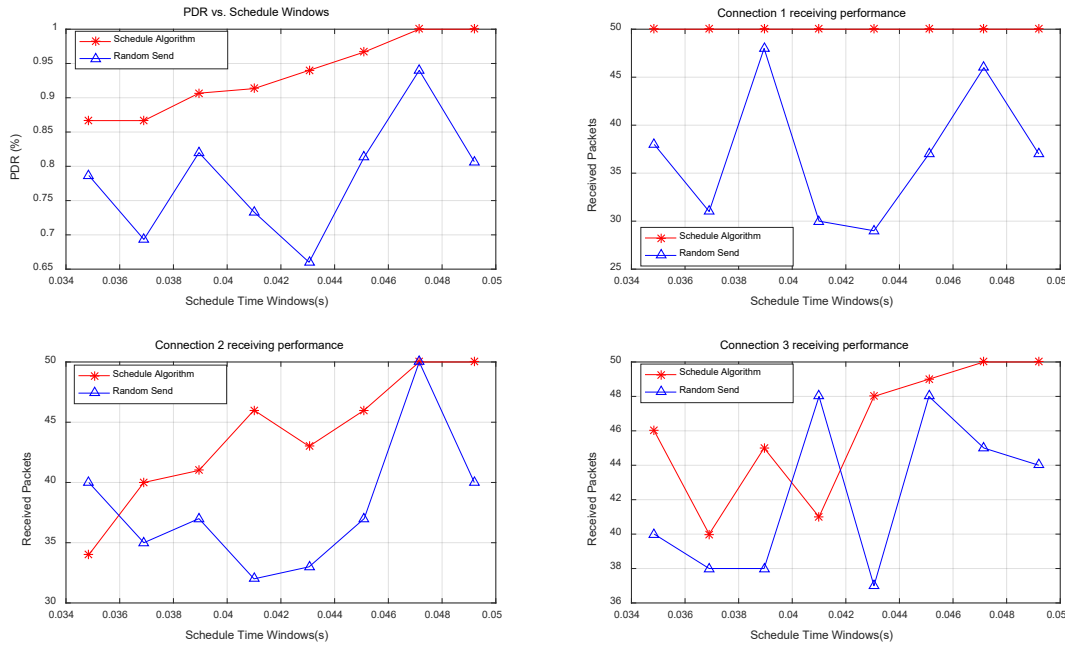 PDR vs. Schedule Windows
1
0.95
0.9
0.85
0.8
0.75
0.7
0.65
PDR (%)
Schedule Algorithm
Random Send
0.034 0.036 0.038 0.04 0.042 0.044 0.046 0.048 0.05
Schedule Time Windows(s)
Connection 1 receiving performance
50
45
40
35
30
25
Received Packets
Schedule Algorithm
Random Send
0.034 0.036 0.038 0.04 0.042 0.044 0.046 0.048 0.05
Schedule Time Windows(s)
Connection 2 receiving performance
50
45
40
35
30
Received Packets
Schedule Algorithm
Random Send
0.034 0.036 0.038 0.04 0.042 0.044 0.046 0.048 0.05
Schedule Time Windows(s)
Connection 3 receiving performance
50
48
46
44
42
40
38
36
Received Packets
Schedule Algorithm
Random Send
0.034 0.036 0.038 0.04 0.042 0.044 0.046 0.048 0.05
Schedule Time Windows(s)